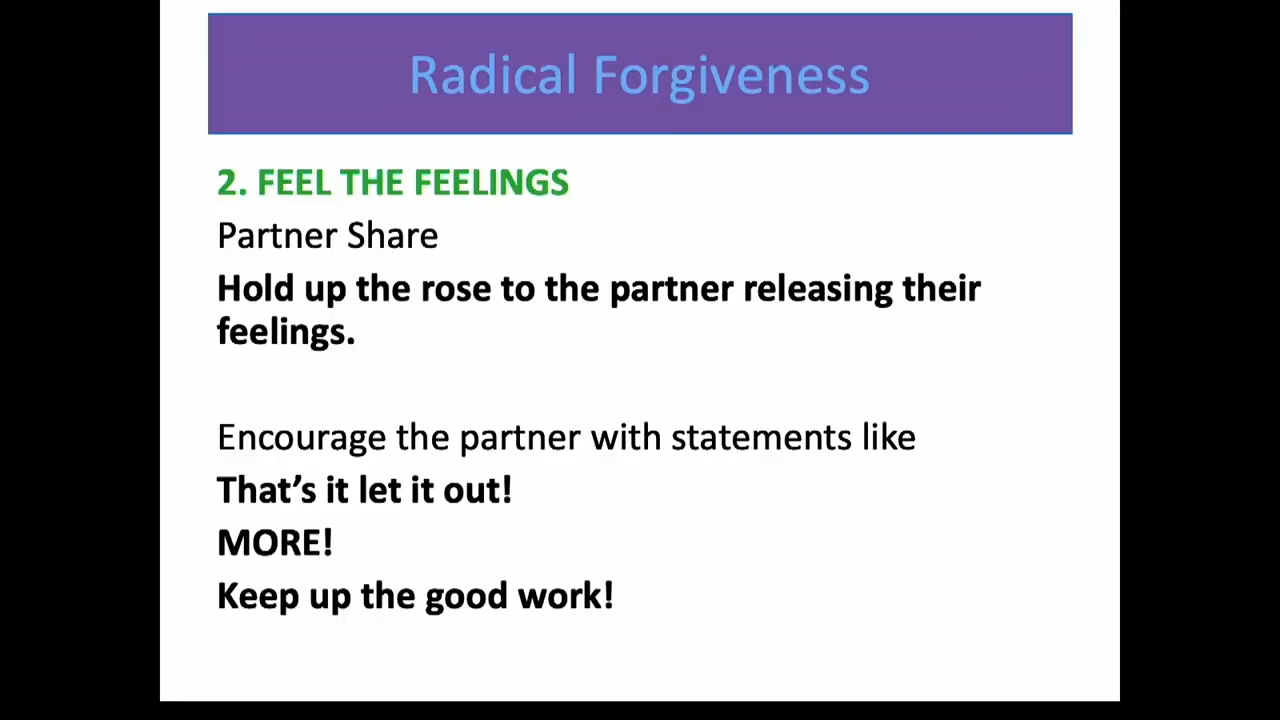 Radical Forgiveness
2. FEEL THE FEELINGS
Partner Share
Hold up the rose to the partner releasing their
feelings.
Encourage the partner with statements like
That’s it let it out!
MORE!
Keep up the good work!